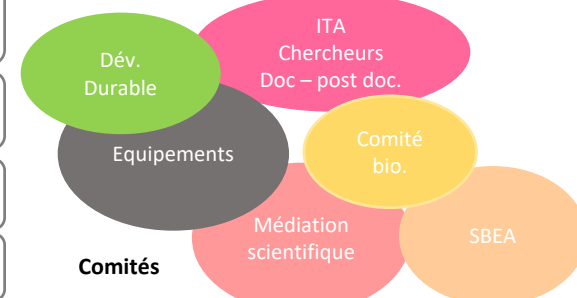 ITA
Chercheurs
Doc – post doc.
Dév.
Durable
Equipements
Comité
bio.
Médiation
scientifique
SBEA
Comités